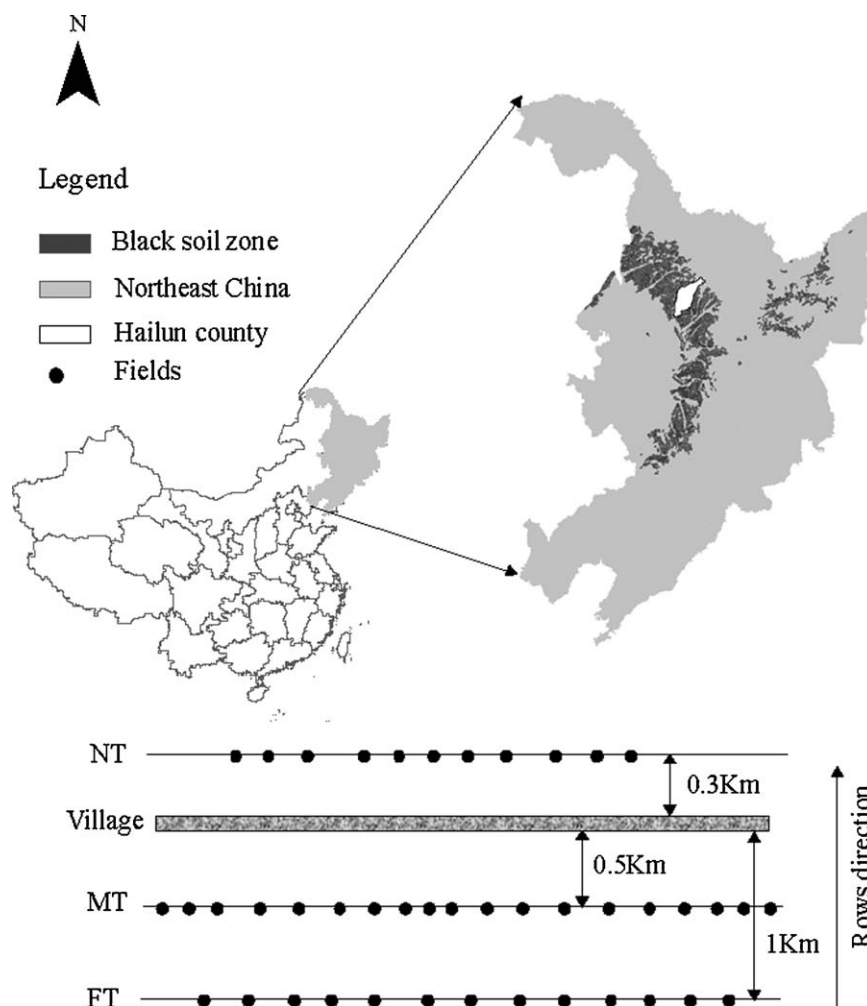 N
Legend
Black soil zone
Northeast China
Hailun county
Fields
NT
0.3Km
Village
0.5Km
MT
1Km
FT
Rows direction